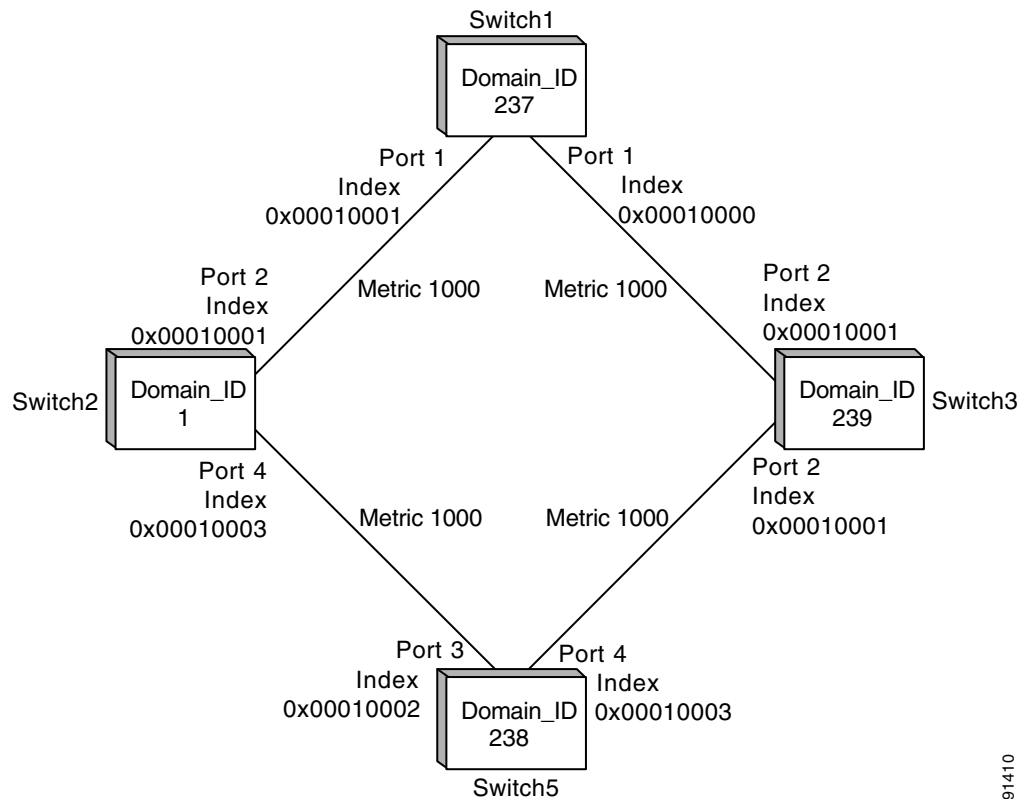 Switch1
Domain_ID
237
Port 1
Index
0x00010001
Port 1
Index
0x00010000
Port 2
Index
0x00010001
Metric 1000
Metric 1000
Port 2
Index
0x00010001
Switch2
Domain_ID
1
Domain_ID
239
Switch3
Port 4
Index
0x00010003
Metric 1000
Metric 1000
Port 2
Index
0x00010001
Port 3
Index
0x00010002
Port 4
Index
0x00010003
Domain_ID
238
Switch5
91410